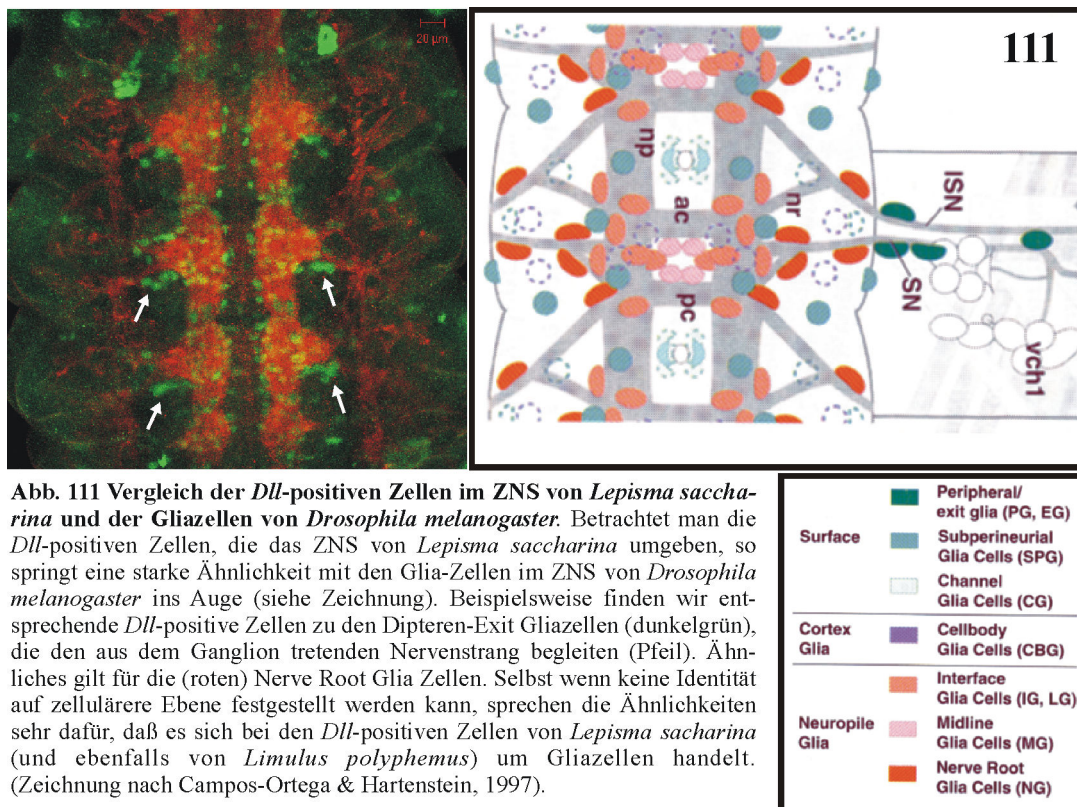 20 µm
111
ISN
np
nr
ac
SN
pc
vch1
Abb. 111 Vergleich der Dll-positiven Zellen im ZNS von Lepisma saccha-
rina und der Gliazellen von Drosophila melanogaster. Betrachtet man die
Dll-positiven Zellen, die das ZNS von Lepisma saccharina umgeben, so
springt eine starke Ähnlichkeit mit den Glia-Zellen im ZNS von Drosophila
melanogaster ins Auge (siehe Zeichnung). Beispielsweise finden wir ent-
sprechende Dll-positive Zellen zu den Dipteren-Exit Gliazellen (dunkelgrün),
die den aus dem Ganglion tretenden Nervenstrang begleiten (Pfeil). Ähn-
liches gilt für die (roten) Nerve Root Glia Zellen. Selbst wenn keine Identität
auf zellulärere Ebene festgestellt werden kann, sprechen die Ähnlichkeiten
sehr dafür, daß es sich bei den Dll-positiven Zellen von Lepisma sacharina
(und ebenfalls von Limulus polyphemus) um Gliazellen handelt.
(Zeichnung nach Campos-Ortega & Hartenstein, 1997).
Surface
Peripheral/
exit glia (PG, EG)
Subperineurial
Glia Cells (SPG)
Channel
Glia Cells (CG)
Cortex
Glia
Cellbody
Glia Cells (CBG)
Neuropile
Glia
Interface
Glia Cells (IG, LG)
Midline
Glia Cells (MG)
Nerve Root
Glia Cells (NG)